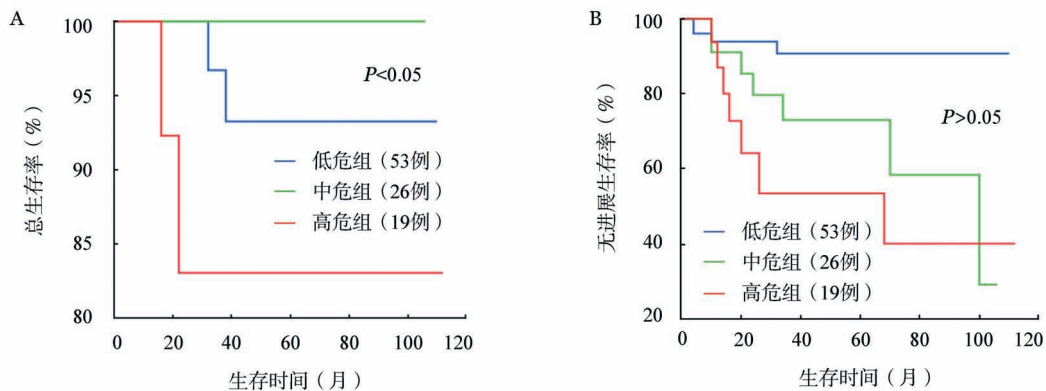 A
100
95
90
85
80
总生存率（%）
P<0.05
低危组（53例）
中危组（26例）
高危组（19例）
0 20 40 60 80 100 120
生存时间（月）
B
100
80
60
40
20
无进展生存率（%）
P>0.05
低危组（53例）
中危组（26例）
高危组（19例）
0 20 40 60 80 100 120
生存时间（月）